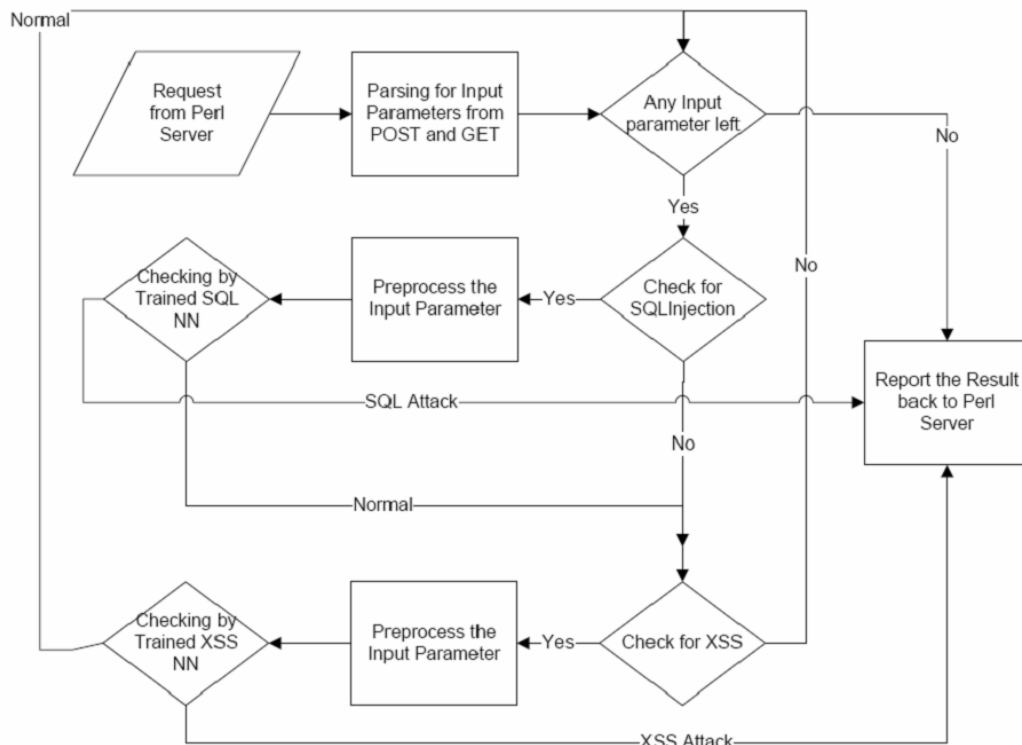 Normal
Request
from Perl
Server
Parsing for Input
Parameters from
POST and GET
Any Input
parameter left
No
Yes
Checking by
Trained SQL
NN
Preprocess the
Input Parameter
Yes
Check for
SQLInjection
No
SQL Attack
Report the Result
back to Perl
Server
No
Normal
Checking by
Trained XSS
NN
Preprocess the
Input Parameter
Yes
Check for XSS
XSS Attack